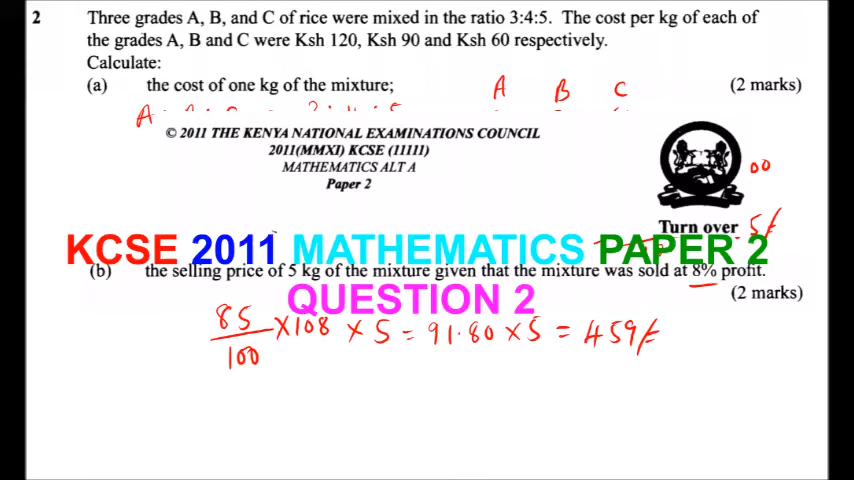 2 Three grades A, B, and C of rice were mixed in the ratio 3:4:5. The cost per kg of each of
the grades A, B and C were Ksh 120, Ksh 90 and Ksh 60 respectively.
Calculate:
(a) the cost of one kg of the mixture; (2 marks)
A B C
A
© 2011 THE KENYA NATIONAL EXAMINATIONS COUNCIL
2011(MMXI) KCSE (11111)
MATHEMATICS ALT A
Paper 2
00
Turn over
KCSE 2011 MATHEMATICS PAPER 2
(b) the selling price of 5 kg of the mixture given that the mixture was sold at 8% profit.
(2 marks)
QUESTION 2
85/100 × 108 × 5 = 91.80 × 5 = 459/=